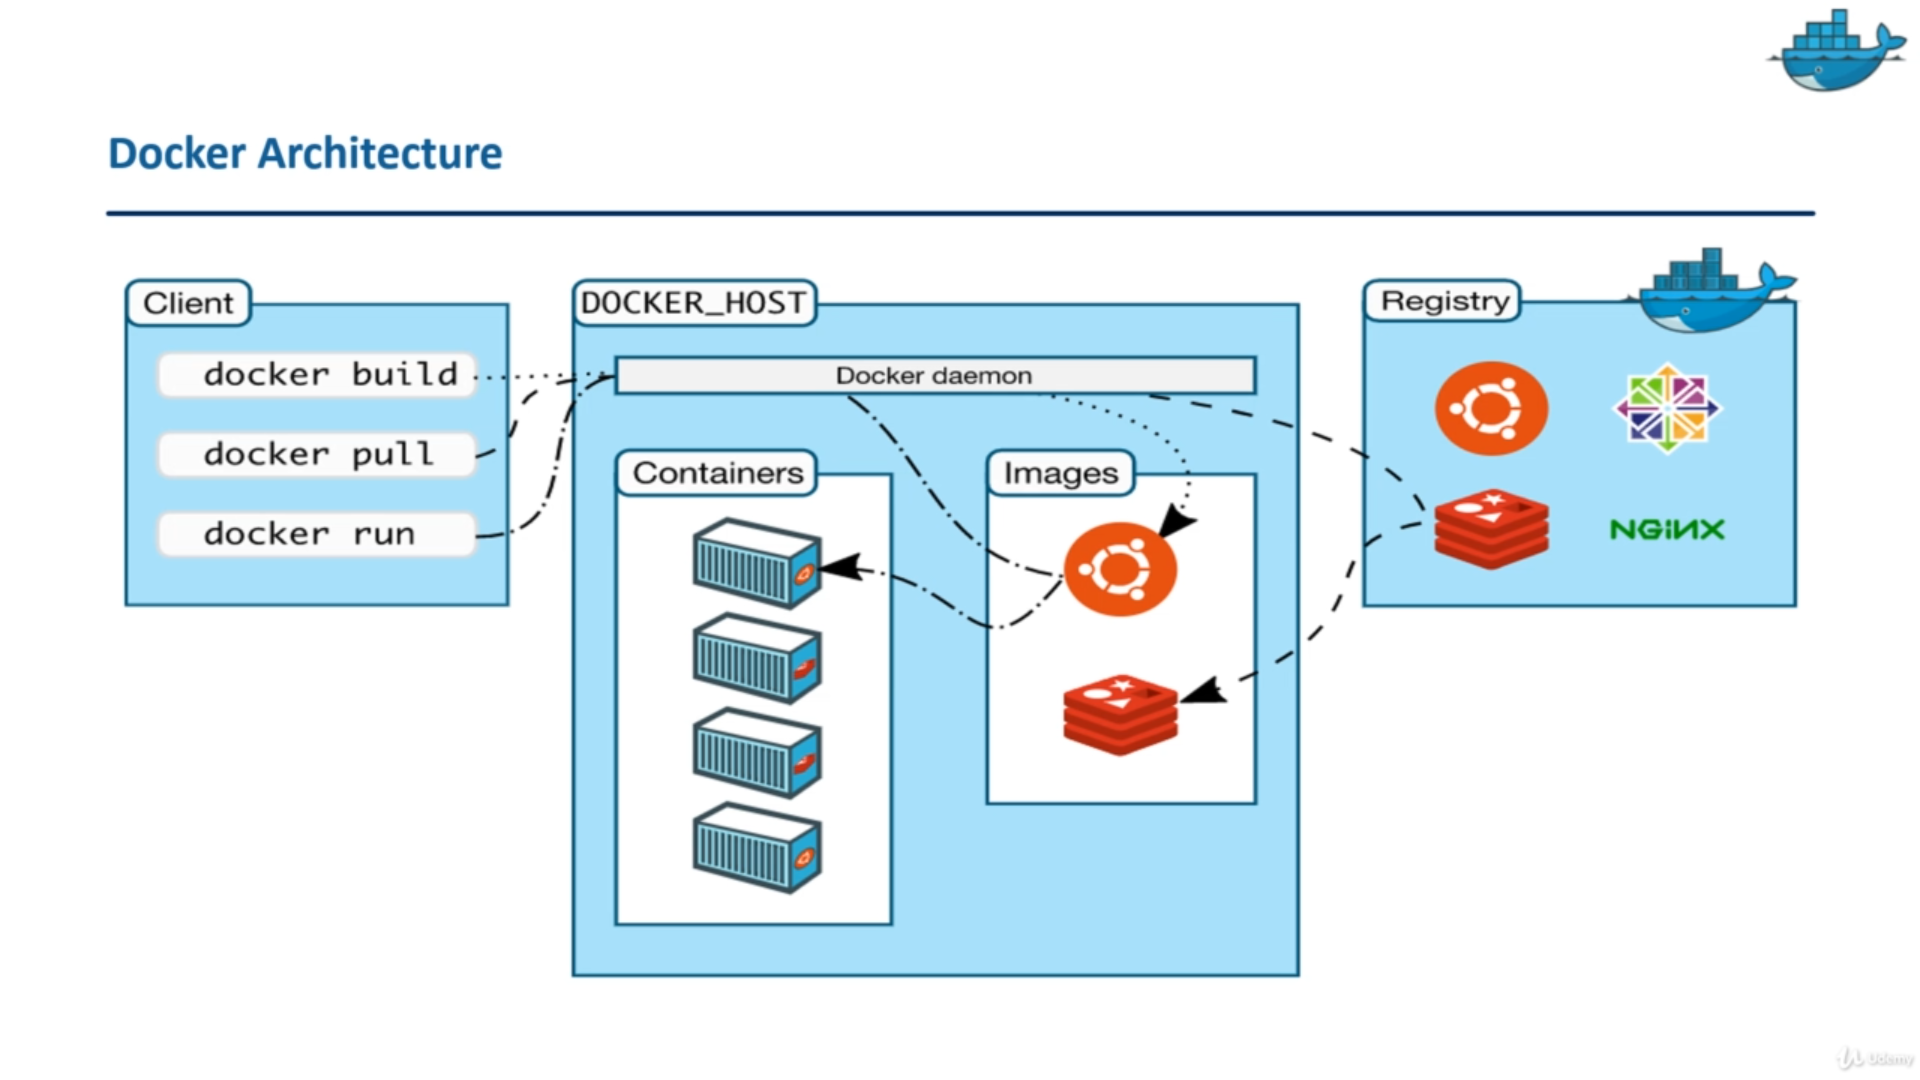 Docker Architecture
Client
docker build
docker pull
docker run
DOCKER_HOST
Docker daemon
Containers
Images
Registry
NGiNX
Udemy